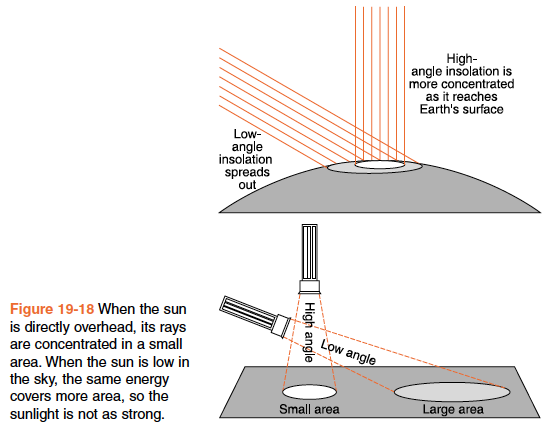 High-
angle insolation is
more concentrated
as it reaches
Earth's surface
Low-
angle
insolation
spreads
out
High angle
Low angle
Small area
Large area
Figure 19-18 When the sun
is directly overhead, its rays
are concentrated in a small
area. When the sun is low in
the sky, the same energy
covers more area, so the
sunlight is not as strong.